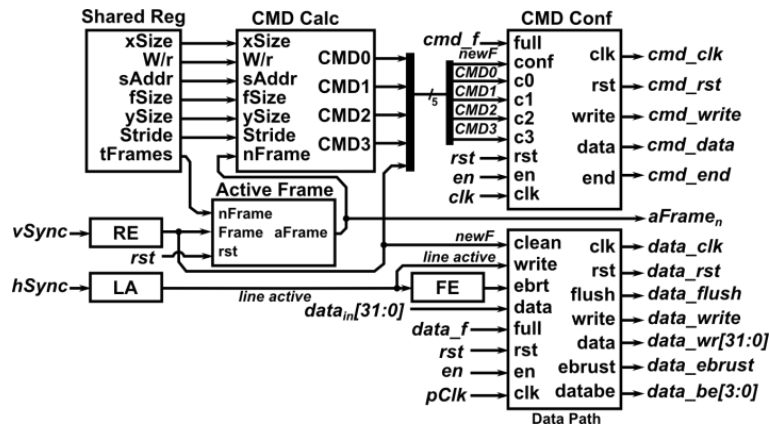 Shared Reg
CMD Calc
CMD Conf
xSize
W/r
sAddr
fSize
ySize
Stride
tFrames
xSize
W/r
sAddr
fSize
ySize
Stride
nFrame
CMD0
CMD1
CMD2
CMD3
5
cmd_f
newF
CMD0
CMD1
CMD2
CMD3
rst
en
clk
full
conf
c0
c1
c2
c3
rst
en
clk
clk
rst
write
data
end
cmd_clk
cmd_rst
cmd_write
cmd_data
cmd_end
Active Frame
nFrame
Frame
rst
aFrame
aFrameₙ
vSync
RE
rst
hSync
LA
line active
FE
newF
line active
dataᵢₙ[31:0]
data_f
rst
en
pClk
clean
write
ebrt
data
full
rst
en
clk
clk
rst
flush
write
data
ebrust
databe
data_clk
data_rst
data_flush
data_write
data_wr[31:0]
data_ebrust
data_be[3:0]
Data Path